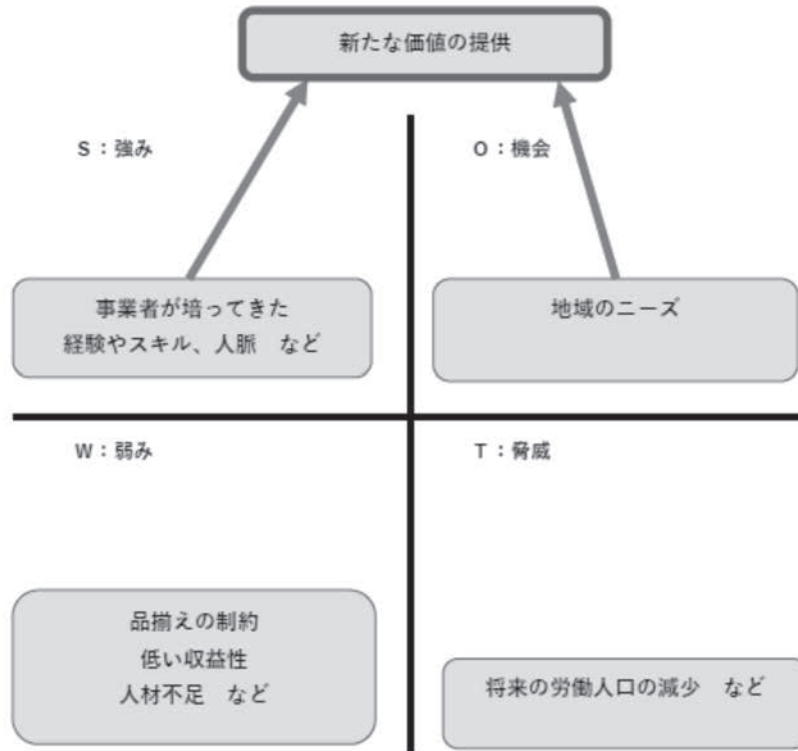 新たな価値の提供
S：強み
O：機会
事業者が培ってきた
経験やスキル、人脈　など
地域のニーズ
W：弱み
T：脅威
品揃えの制約
低い収益性
人材不足　など
将来の労働人口の減少　など